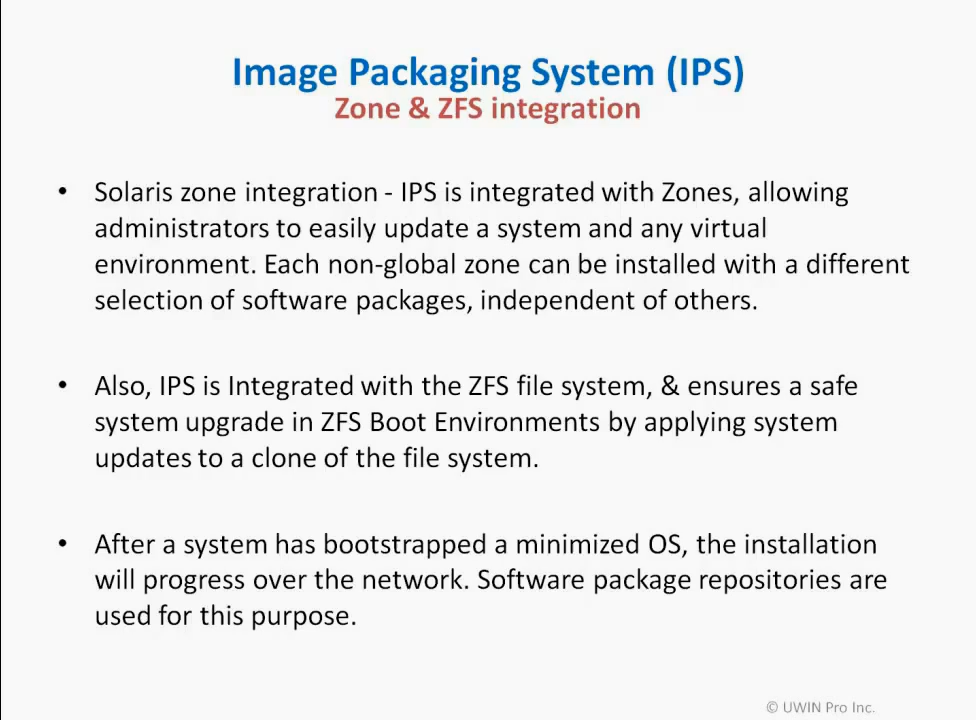 Image Packaging System (IPS)
Zone & ZFS integration
• Solaris zone integration - IPS is integrated with Zones, allowing
administrators to easily update a system and any virtual
environment. Each non-global zone can be installed with a different
selection of software packages, independent of others.
• Also, IPS is Integrated with the ZFS file system, & ensures a safe
system upgrade in ZFS Boot Environments by applying system
updates to a clone of the file system.
• After a system has bootstrapped a minimized OS, the installation
will progress over the network. Software package repositories are
used for this purpose.
© UWIN Pro Inc.